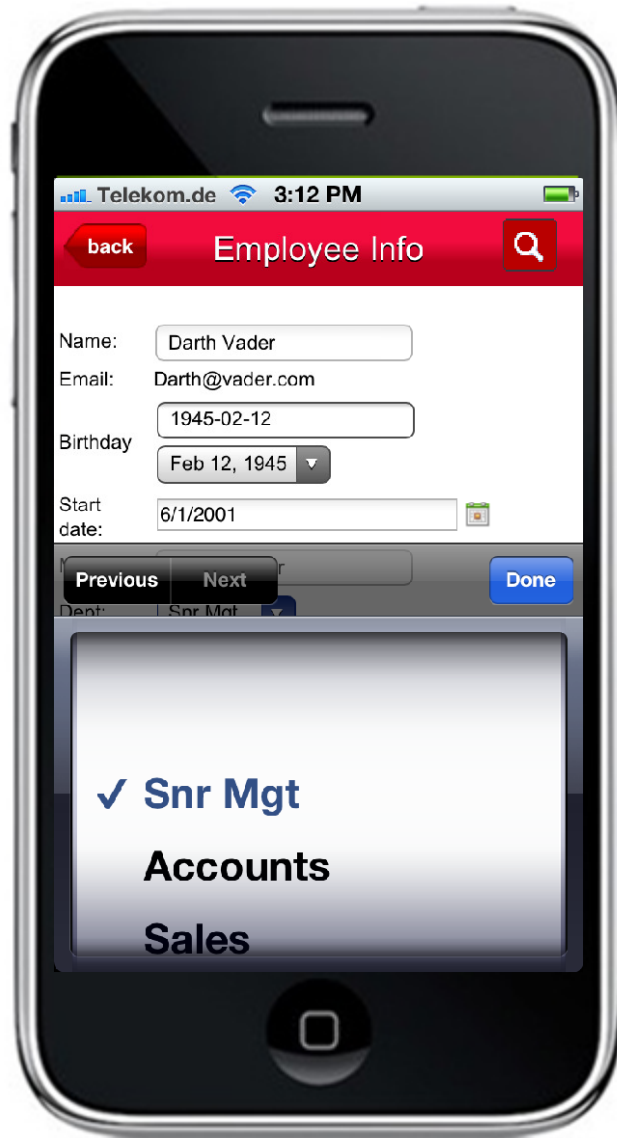 Telekom.de 3:12 PM
back Employee Info
Name: Darth Vader
Email: Darth@vader.com
1945-02-12
Birthday
Feb 12, 1945
Start
date:
6/1/2001
Previous Next Done
Dept: Snr Mgt
✓ Snr Mgt
Accounts
Sales